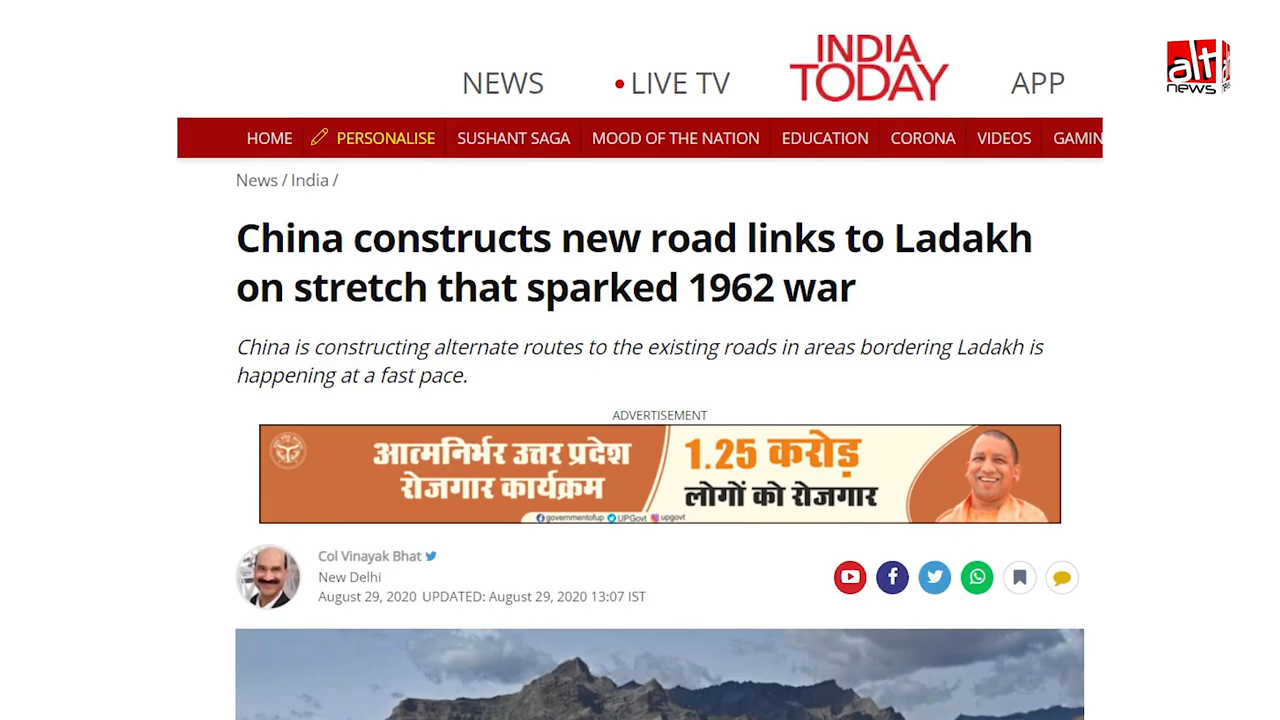 INDIA
TODAY
NEWS
LIVE TV
APP
alt
news
HOME
PERSONALISE
SUSHANT SAGA
MOOD OF THE NATION
EDUCATION
CORONA
VIDEOS
GAMIN
News / India /
China constructs new road links to Ladakh
on stretch that sparked 1962 war
China is constructing alternate routes to the existing roads in areas bordering Ladakh is
happening at a fast pace.
ADVERTISEMENT
आत्मनिर्भर उत्तर प्रदेश
रोजगार कार्यक्रम
1.25 करोड़
लोगों को रोजगार
governmentofup UPGovt upgovt
Col Vinayak Bhat
New Delhi
August 29, 2020 UPDATED: August 29, 2020 13:07 IST